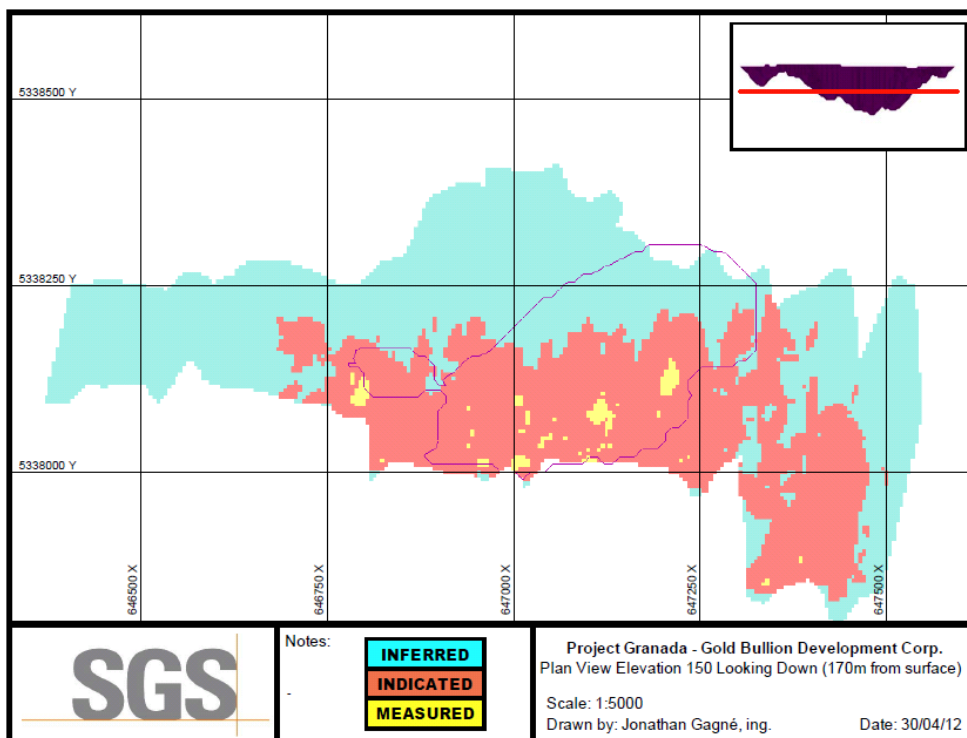 5338500 Y
5338250 Y
5338000 Y
646500 X
646750 X
647000 X
647250 X
647500 X
SGS
Notes:
-
INFERRED
INDICATED
MEASURED
Project Granada - Gold Bullion Development Corp.
Plan View Elevation 150 Looking Down (170m from surface)
Scale: 1:5000
Drawn by: Jonathan Gagné, ing.
Date: 30/04/12